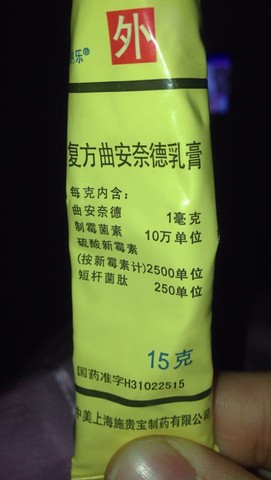 乐®
外
复方曲安奈德乳膏
每克内含:
曲安奈德 1毫克
制霉菌素 10万单位
硫酸新霉素
(按新霉素计)2500单位
短杆菌肽 250单位
15克
国药准字H31022515
中美上海施贵宝制药有限公司